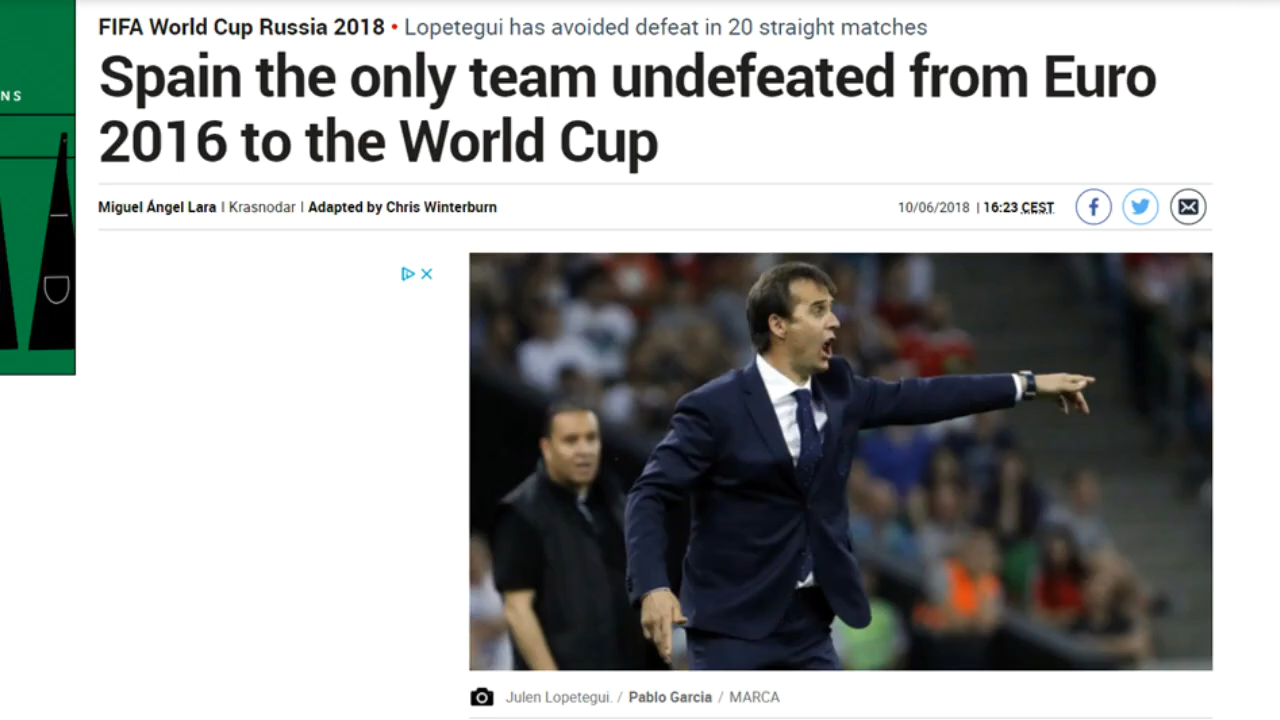 FIFA World Cup Russia 2018 • Lopetegui has avoided defeat in 20 straight matches
Spain the only team undefeated from Euro
2016 to the World Cup
NS
Miguel Ángel Lara | Krasnodar | Adapted by Chris Winterburn
10/06/2018 | 16:23 CEST
Julen Lopetegui. / Pablo Garcia / MARCA